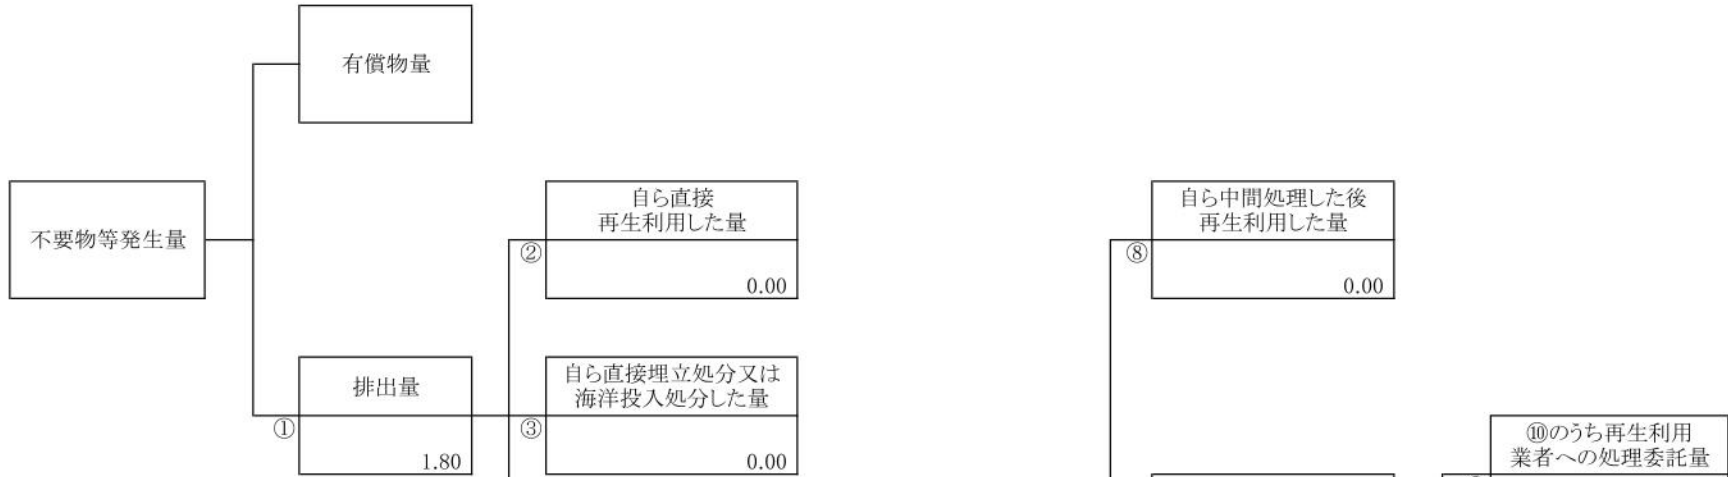 有償物量
不要物等発生量
自ら直接
再生利用した量
②
0.00
自ら中間処理した後
再生利用した量
⑧
0.00
排出量
①
1.80
自ら直接埋立処分又は
海洋投入処分した量
③
0.00
⑩のうち再生利用
業者への処理委託量